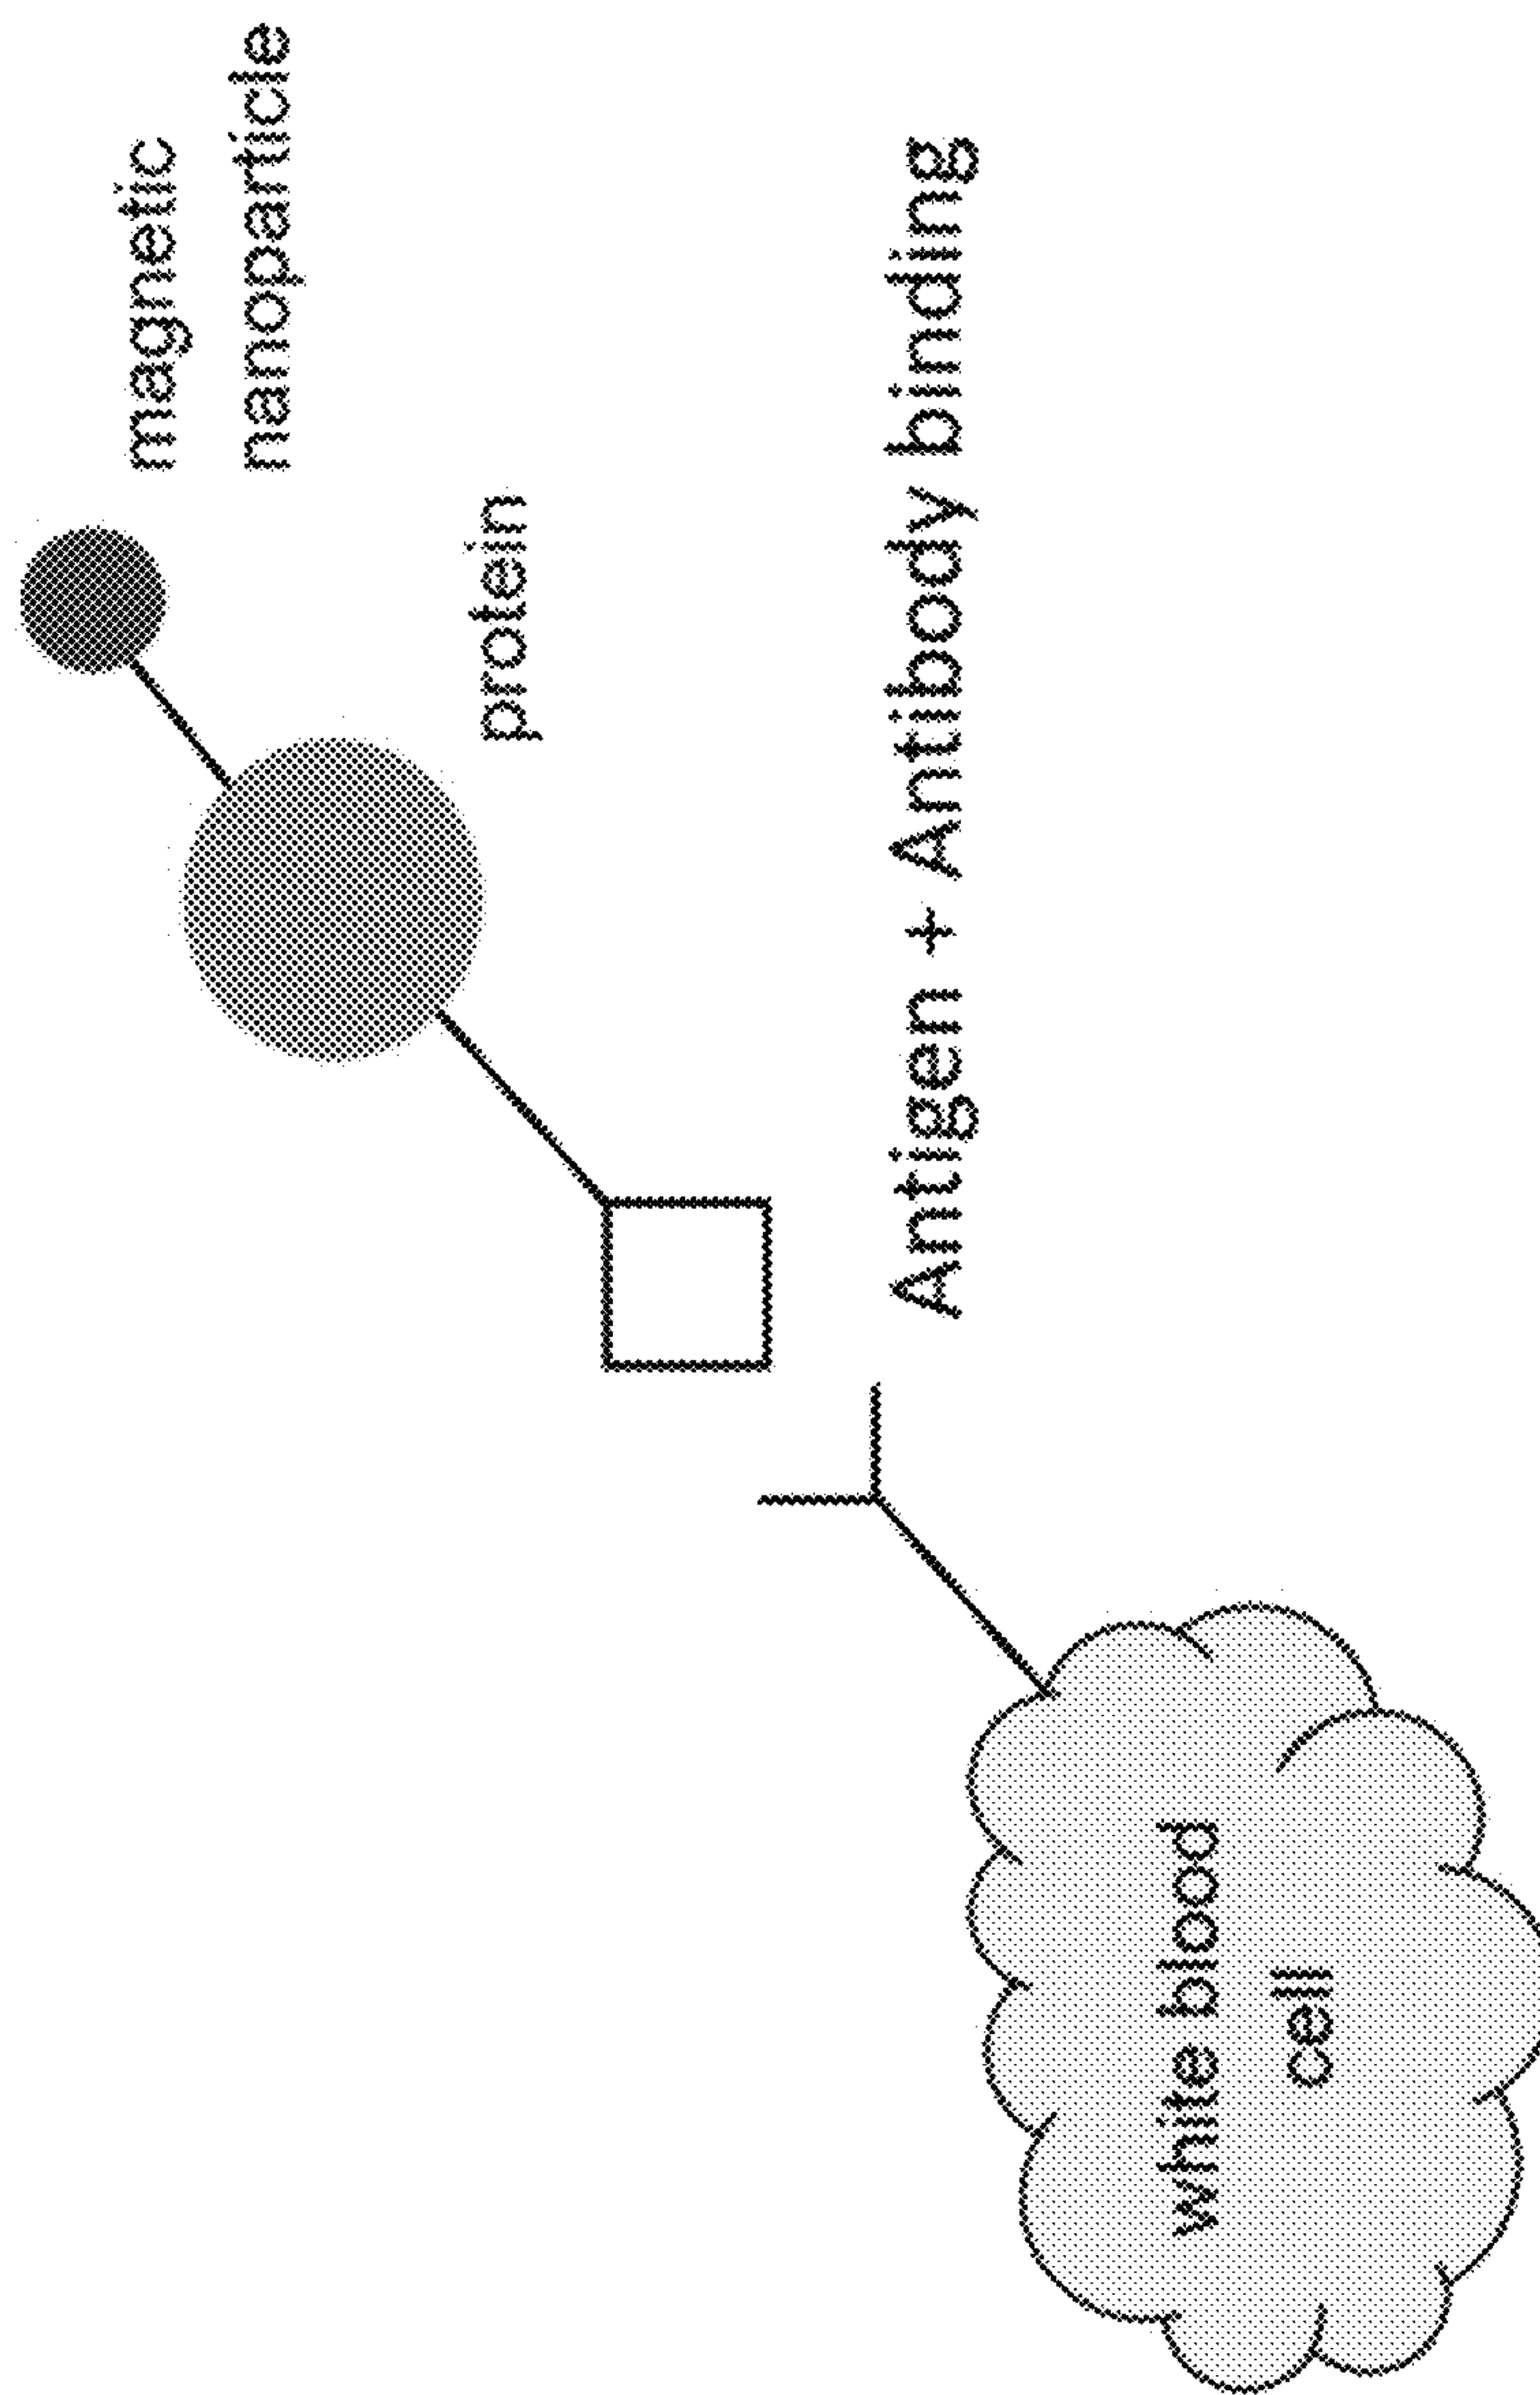 magnetic
nanoparticle
protein
Antigen + Antibody binding
white blood
cell